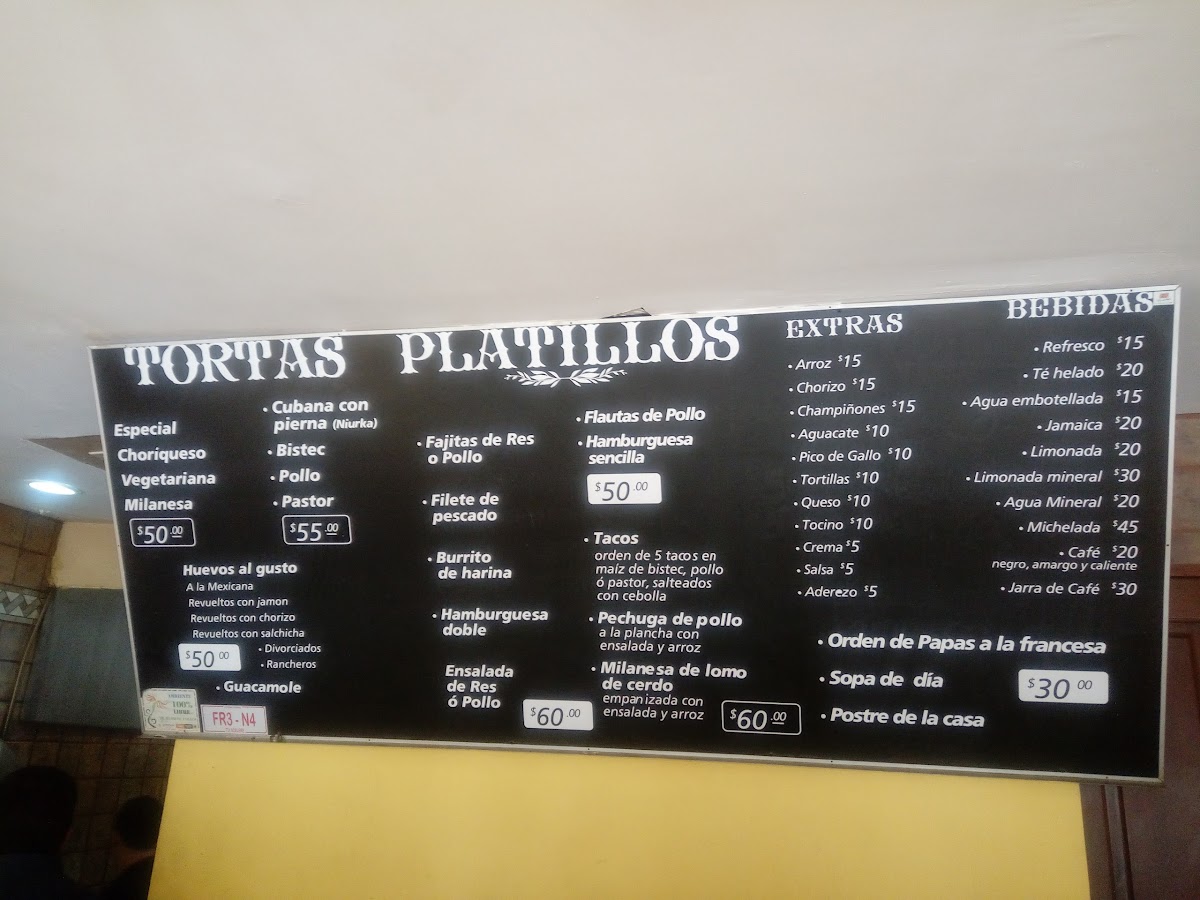 TORTAS
Especial
Choriqueso
Vegetariana
Milanesa
$50.00
• Cubana con
pierna (Niurka)
• Bistec
• Pollo
• Pastor
$55.00
Huevos al gusto
A la Mexicana
Revueltos con jamon
Revueltos con chorizo
Revueltos con salchicha
• Divorciados
• Rancheros
$50.00
• Guacamole
100%
FR3 - N4
PLATILLOS
• Fajitas de Res
o Pollo
• Filete de
pescado
• Burrito
de harina
• Hamburguesa
doble
Ensalada
de Res
ó Pollo
$60.00
• Flautas de Pollo
• Hamburguesa
sencilla
$50.00
• Tacos
orden de 5 tacos en
maíz de bistec, pollo
ó pastor, salteados
con cebolla
• Pechuga de pollo
a la plancha con
ensalada y arroz
• Milanesa de lomo
de cerdo
empanizada con
ensalada y arroz
$60.00
EXTRAS
• Arroz $15
• Chorizo $15
• Champiñones $15
• Aguacate $10
• Pico de Gallo $10
• Tortillas $10
• Queso $10
• Tocino $10
• Crema $5
• Salsa $5
• Aderezo $5
BEBIDAS
• Refresco $15
• Té helado $20
• Agua embotellada $15
• Jamaica $20
• Limonada $20
• Limonada mineral $30
• Agua Mineral $20
• Michelada $45
• Café $20
negro, amargo y caliente
• Jarra de Café $30
• Orden de Papas a la francesa
• Sopa de día
• Postre de la casa
$30.00